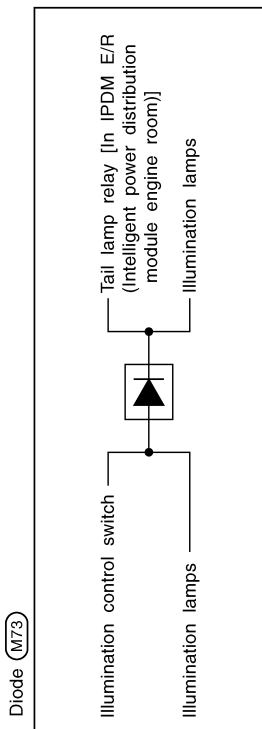 Diode M73
Illumination control switch
Illumination lamps
Tail lamp relay [In IPDM E/R
(Intelligent power distribution
module engine room)]
Illumination lamps